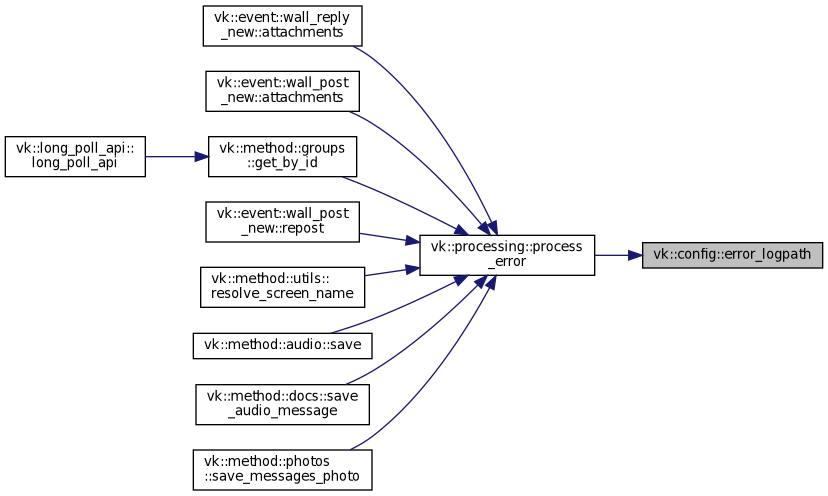 vk::event::wall_reply
_new::attachments
vk::event::wall_post
_new::attachments
vk::long_poll_api::
long_poll_api
vk::method::groups
::get_by_id
vk::event::wall_post
_new::repost
vk::processing::process
_error
vk::config::error_logpath
vk::method::utils::
resolve_screen_name
vk::method::audio::save
vk::method::docs::save
_audio_message
vk::method::photos
::save_messages_photo